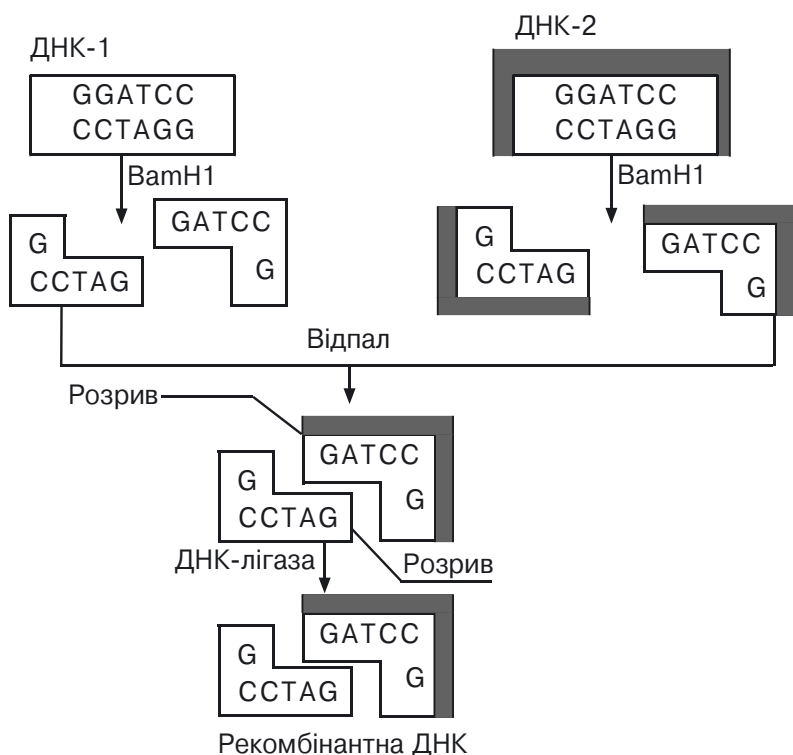 ДНК-1
ДНК-2
GGATCC
CCTAGG
GGATCC
CCTAGG
BamH1
BamH1
G
CCTAG
GATCC
G
G
CCTAG
GATCC
G
Відпал
Розрив
GATCC
G
G
CCTAG
ДНК-лігаза
Розрив
GATCC
G
G
CCTAG
Рекомбінантна ДНК